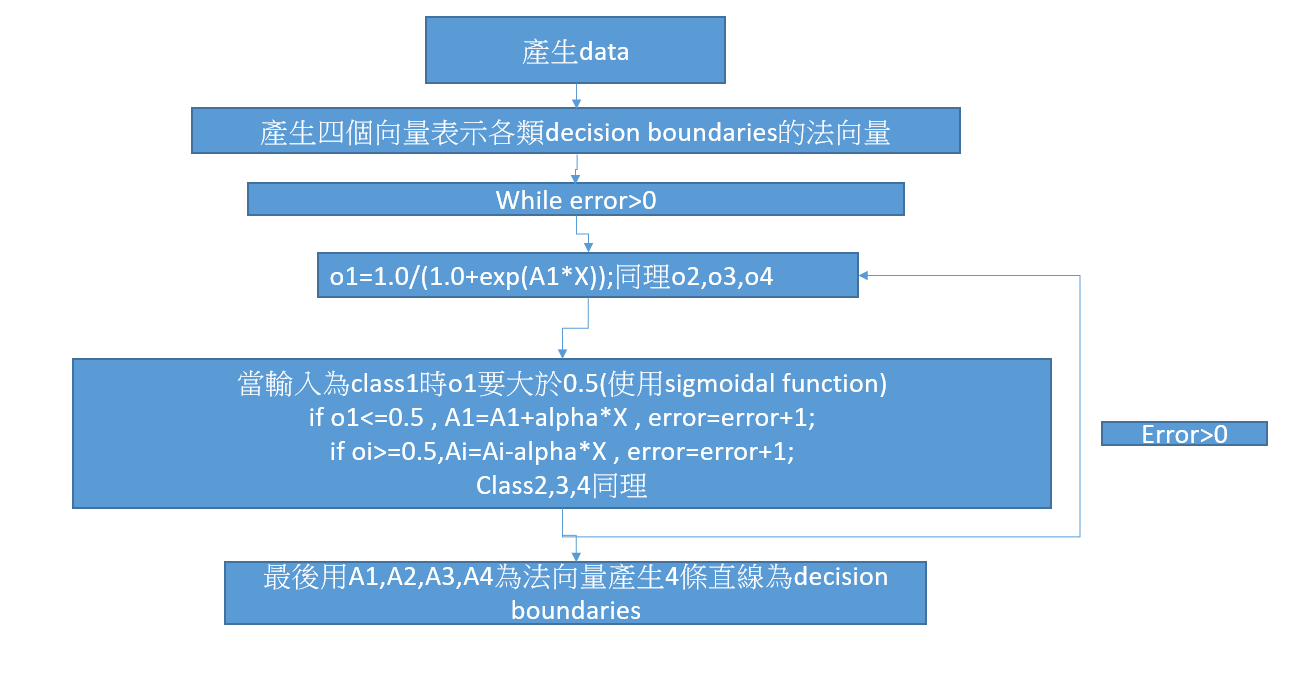 產生data
產生四個向量表示各類decision boundaries的法向量
While error>0
o1=1.0/(1.0+exp(A1*X));同理o2,o3,o4
當輸入為class1時o1要大於0.5(使用sigmoidal function)
if o1<=0.5 , A1=A1+alpha*X , error=error+1;
if oi>=0.5,Ai=Ai-alpha*X , error=error+1;
Class2,3,4同理
Error>0
最後用A1,A2,A3,A4為法向量產生4條直線為decision
boundaries